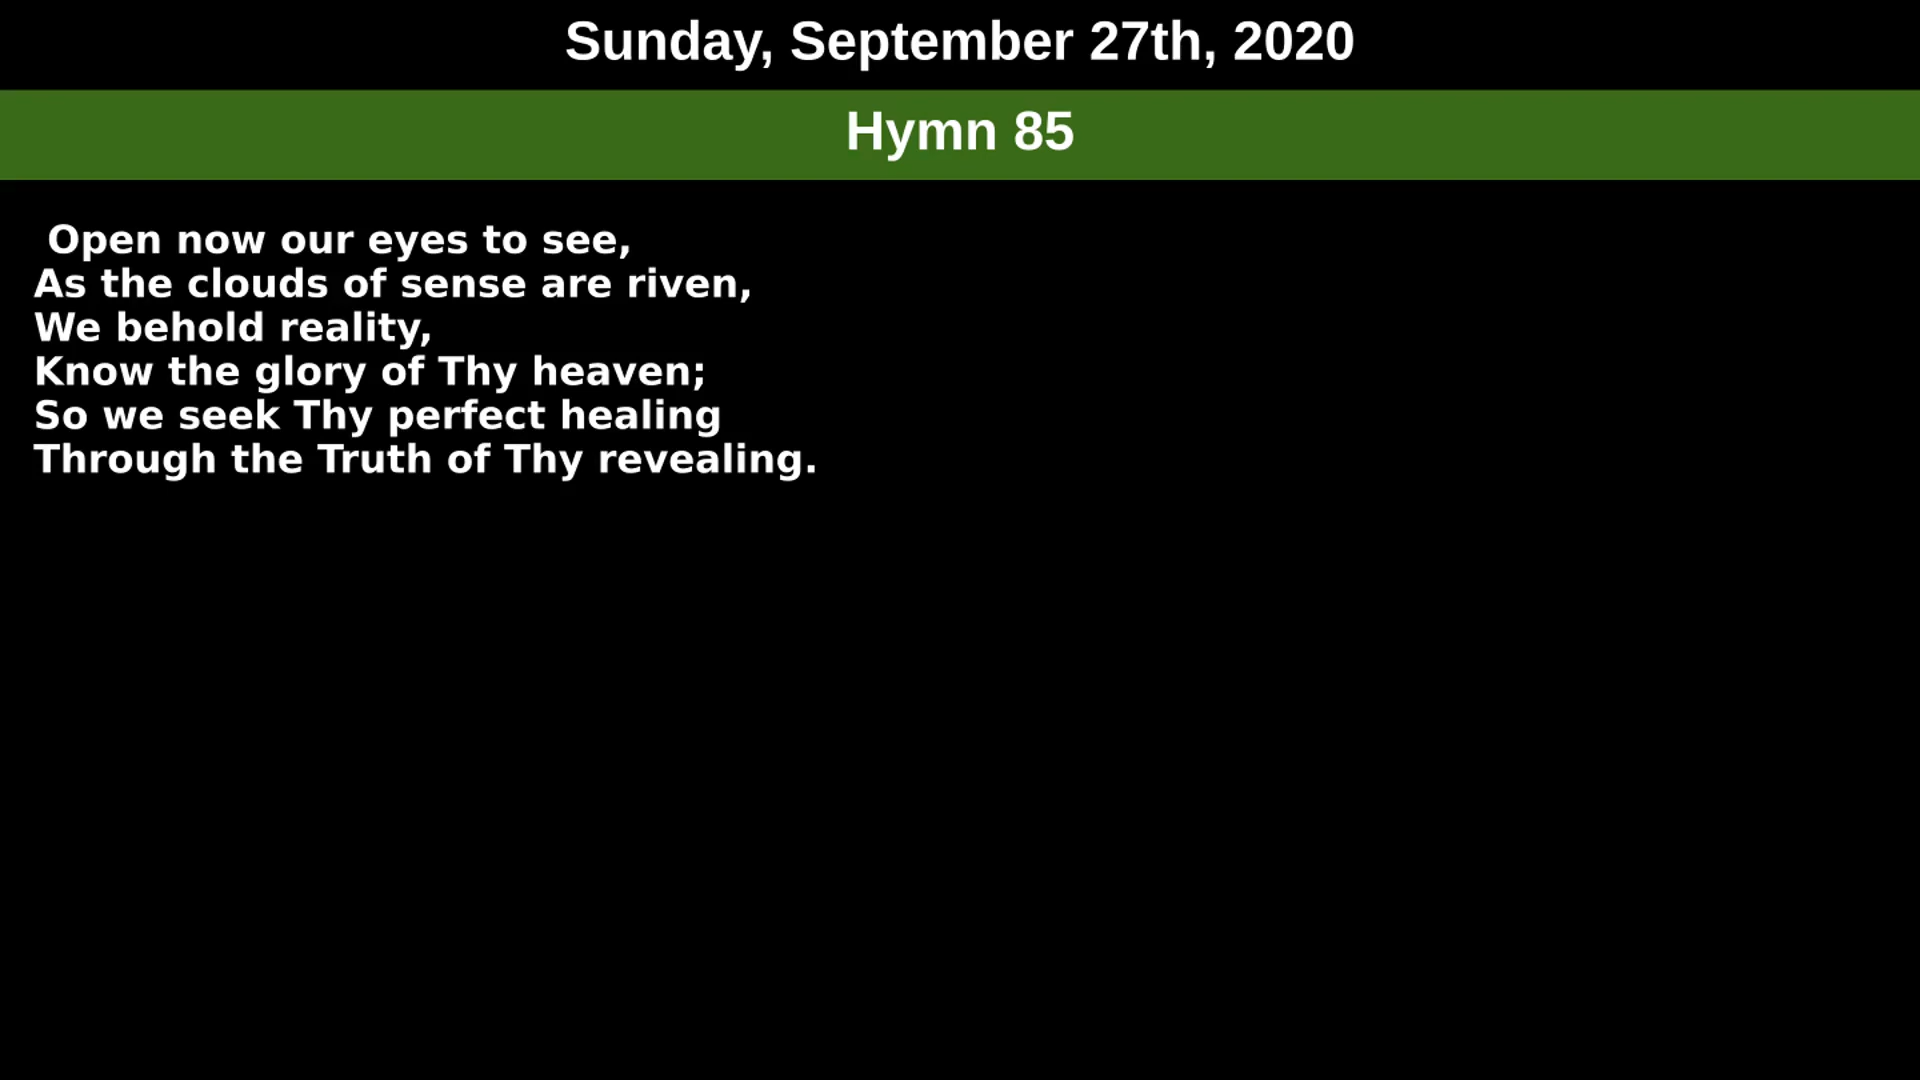 Sunday, September 27th, 2020
Hymn 85
Open now our eyes to see,
As the clouds of sense are riven,
We behold reality,
Know the glory of Thy heaven;
So we seek Thy perfect healing
Through the Truth of Thy revealing.